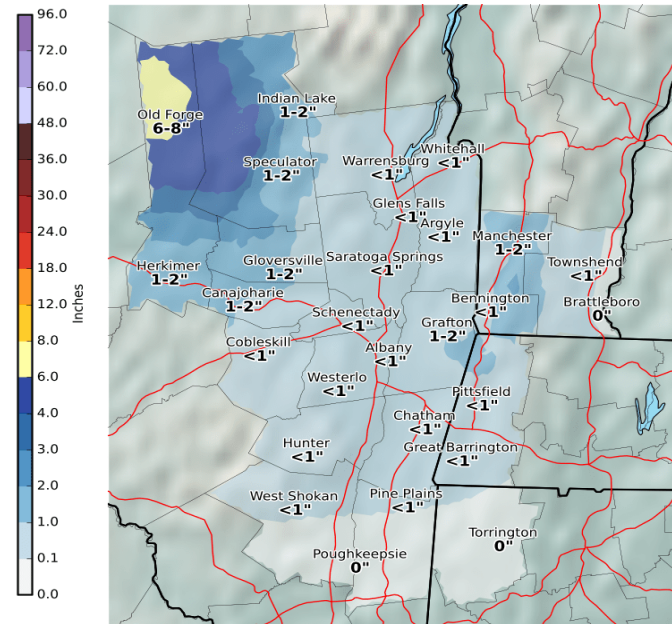 96.0
72.0
60.0
48.0
36.0
30.0
24.0
18.0
12.0
8.0
6.0
4.0
3.0
2.0
1.0
0.1
0.0
Inches
Old Forge
6-8"
Indian Lake
1-2"
Speculator
1-2"
Warrensburg
<1"
Whitehall
<1"
Glens Falls
<1"
Argyle
<1"
Manchester
1-2"
Townshend
<1"
Herkimer
1-2"
Gloversville
1-2"
Saratoga Springs
<1"
Canajoharie
1-2"
Schenectady
<1"
Bennington
<1"
Brattleboro
0"
Grafton
1-2"
Cobleskill
<1"
Albany
<1"
Westerlo
<1"
Pittsfield
<1"
Chatham
<1"
Hunter
<1"
Great Barrington
<1"
West Shokan
<1"
Pine Plains
<1"
Torrington
0"
Poughkeepsie
0"